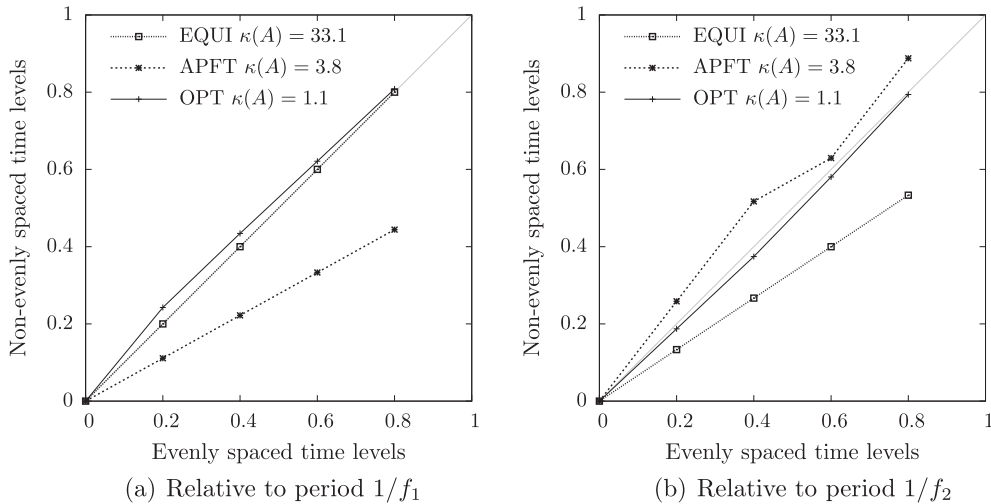 1
0.8
0.6
0.4
0.2
0
Non-evenly spaced time levels
EQUI κ(A) = 33.1
APFT κ(A) = 3.8
OPT κ(A) = 1.1
0 0.2 0.4 0.6 0.8 1
Evenly spaced time levels
(a) Relative to period 1/f₁
1
0.8
0.6
0.4
0.2
0
Non-evenly spaced time levels
EQUI κ(A) = 33.1
APFT κ(A) = 3.8
OPT κ(A) = 1.1
0 0.2 0.4 0.6 0.8 1
Evenly spaced time levels
(b) Relative to period 1/f₂